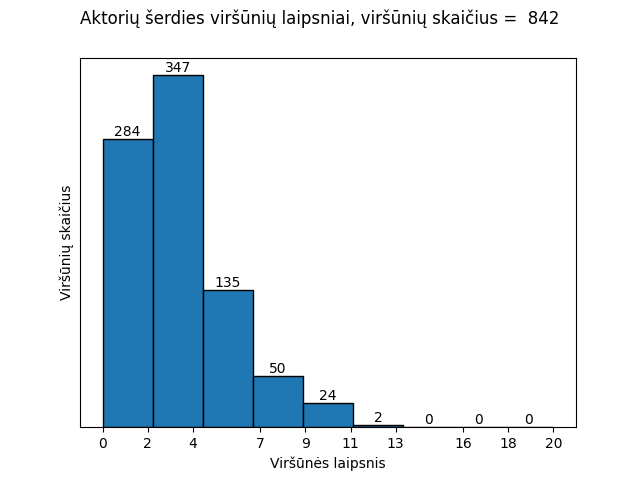 Aktorių šerdies viršūnių laipsniai, viršūnių skaičius =  842
Viršūnių skaičius
347
284
135
50
24
2
0
0
0
0 2 4 7 9 11 13 16 18 20
Viršūnės laipsnis